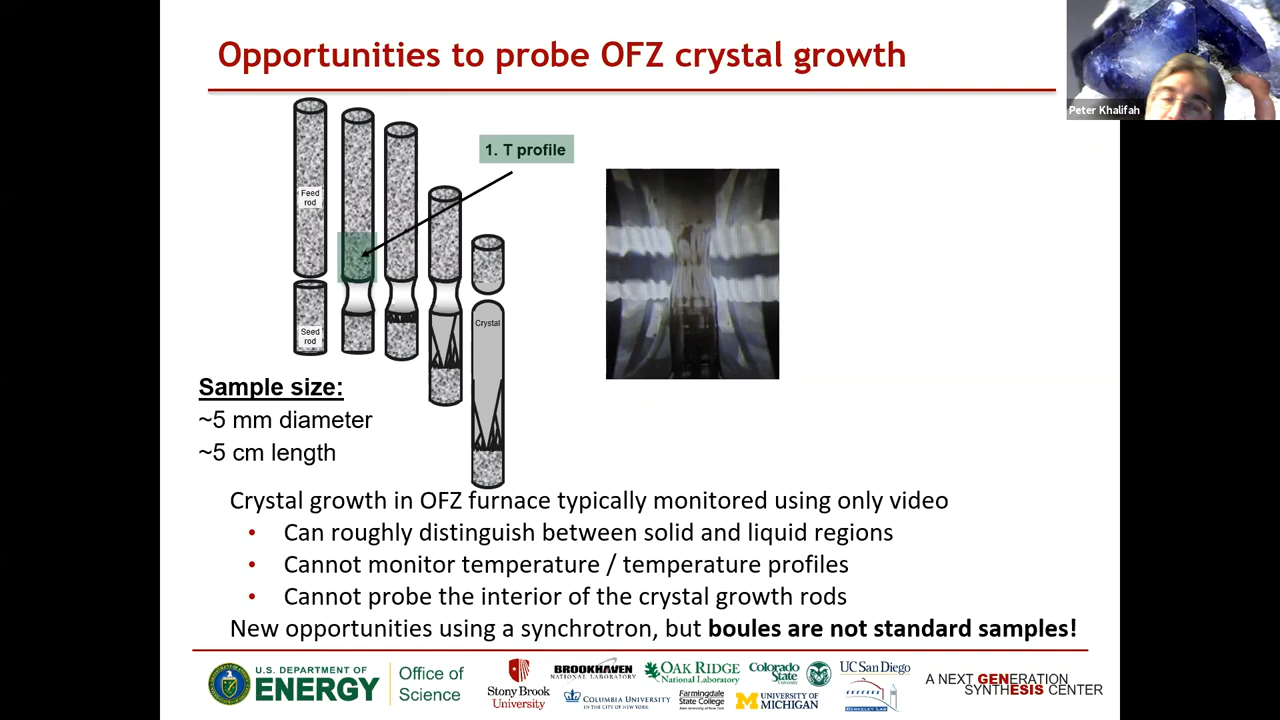 Opportunities to probe OFZ crystal growth
Peter Khalifah
1. T profile
Feed
rod
Seed
rod
Crystal
Sample size:
~5 mm diameter
~5 cm length
Crystal growth in OFZ furnace typically monitored using only video
• Can roughly distinguish between solid and liquid regions
• Cannot monitor temperature / temperature profiles
• Cannot probe the interior of the crystal growth rods
New opportunities using a synchrotron, but boules are not standard samples!
U.S. DEPARTMENT OF
ENERGY
Office of
Science
Stony Brook
University
BROOKHAVEN
NATIONAL LABORATORY
OAK RIDGE
National Laboratory
Colorado
State
University
UC San Diego
COLUMBIA UNIVERSITY
IN THE CITY OF NEW YORK
Farmingdale
State College
UNIVERSITY OF
MICHIGAN
BERKELEY LAB
A NEXT GENERATION
SYNTHESIS CENTER